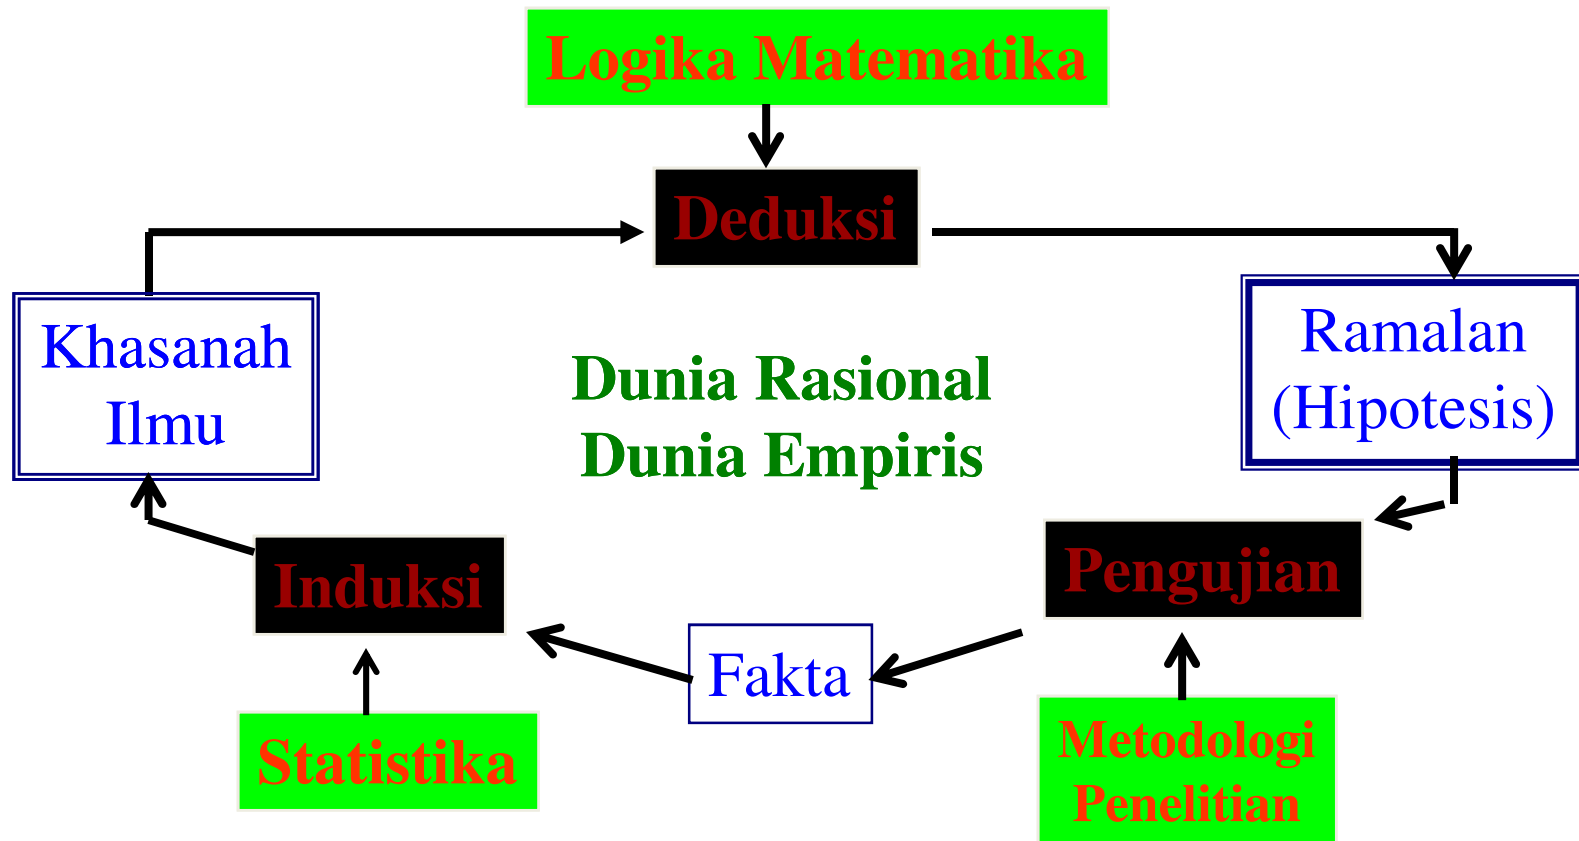 Logika Matematika
Deduksi
Khasanah
Ilmu
Dunia Rasional
Dunia Empiris
Ramalan
(Hipotesis)
Induksi
Pengujian
Fakta
Statistika
Metodologi
Penelitian